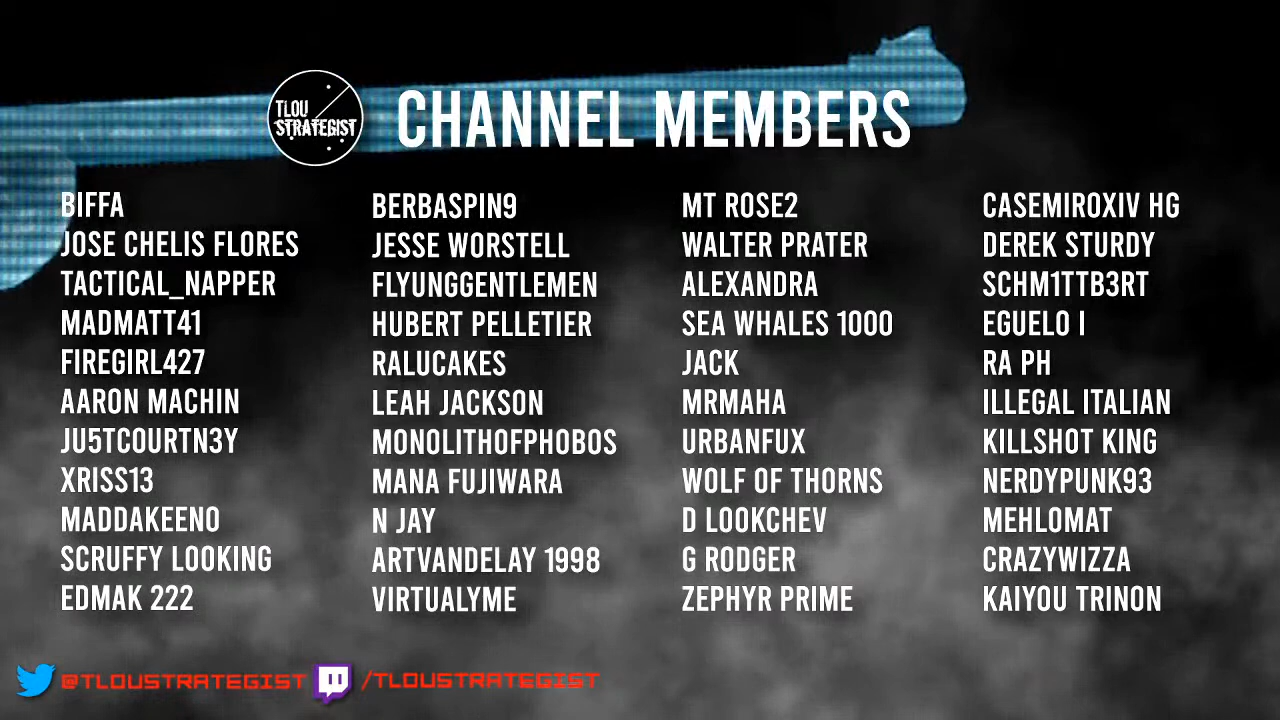 TLOU
STRATEGIST
CHANNEL MEMBERS
BIFFA
JOSE CHELIS FLORES
TACTICAL_NAPPER
MADMATT41
FIREGIRL427
AARON MACHIN
JU5TCOURTN3Y
XRISS13
MADDAKEENO
SCRUFFY LOOKING
EDMAK 222
BERBASPIN9
JESSE WORSTELL
FLYUNGGENTLEMEN
HUBERT PELLETIER
RALUCAKES
LEAH JACKSON
MONOLITHOFPHOBOS
MANA FUJIWARA
N JAY
ARTVANDELAY 1998
VIRTUALYME
MT ROSE2
WALTER PRATER
ALEXANDRA
SEA WHALES 1000
JACK
MRMAHA
URBANFUX
WOLF OF THORNS
D LOOKCHEV
G RODGER
ZEPHYR PRIME
CASEMIROXIV HG
DEREK STURDY
SCHM1TTB3RT
EGUELO I
RA PH
ILLEGAL ITALIAN
KILLSHOT KING
NERDYPUNK93
MEHLOMAT
CRAZYWIZZA
KAIYOU TRINON
@TLOUSTRATEGIST /TLOUSTRATEGIST